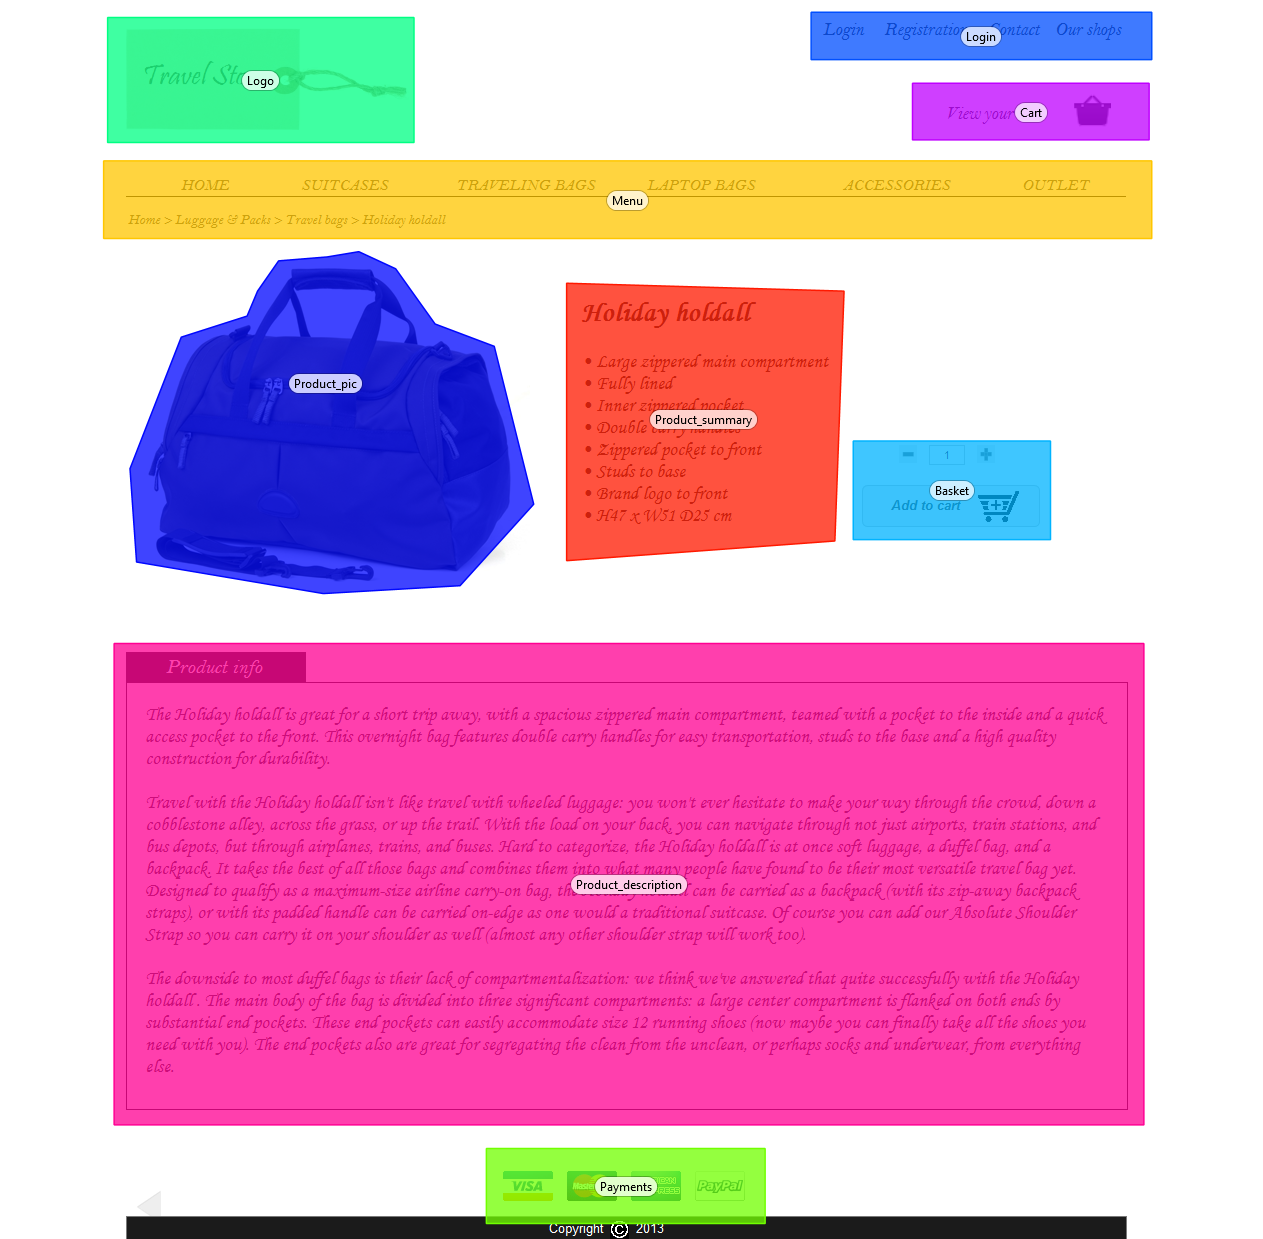 Login Registration Contact Our shops
Login
Travel Sto
Logo
View your
Cart
HOME SUITCASES TRAVELING BAGS LAPTOP BAGS ACCESSORIES OUTLET
Menu
Home > Luggage & Packs > Travel bags > Holiday holdall
Product_pic
Holiday holdall
• Large zippered main compartment
• Fully lined
• Inner zippered pocket
Product_summary
• Double carry handles
• Zippered pocket to front
• Studs to base
• Brand logo to front
• H47 x W51 D25 cm
1
Basket
Add to cart
Product info
The Holiday holdall is great for a short trip away, with a spacious zippered main compartment, teamed with a pocket to the inside and a quick
access pocket to the front. This overnight bag features double carry handles for easy transportation, studs to the base and a high quality
construction for durability.
Travel with the Holiday holdall isn't like travel with wheeled luggage: you won't ever hesitate to make your way through the crowd, down a
cobblestone alley, across the grass, or up the trail. With the load on your back, you can navigate through not just airports, train stations, and
bus depots, but through airplanes, trains, and buses. Hard to categorize, the Holiday holdall is at once soft luggage, a duffel bag, and a
backpack. It takes the best of all those bags and combines them into what many people have found to be their most versatile travel bag yet.
Product_description
Designed to qualify as a maximum-size airline carry-on bag, the Holiday holdall can be carried as a backpack (with its zip-away backpack
straps), or with its padded handle can be carried on-edge as one would a traditional suitcase. Of course you can add our Absolute Shoulder
Strap so you can carry it on your shoulder as well (almost any other shoulder strap will work too).
The downside to most duffel bags is their lack of compartmentalization: we think we've answered that quite successfully with the Holiday
holdall . The main body of the bag is divided into three significant compartments: a large center compartment is flanked on both ends by
substantial end pockets. These end pockets can easily accommodate size 12 running shoes (now maybe you can finally take all the shoes you
need with you). The end pockets also are great for segregating the clean from the unclean, or perhaps socks and underwear, from everything
else.
VISA Master PayPal
Payments
Copyright © 2013